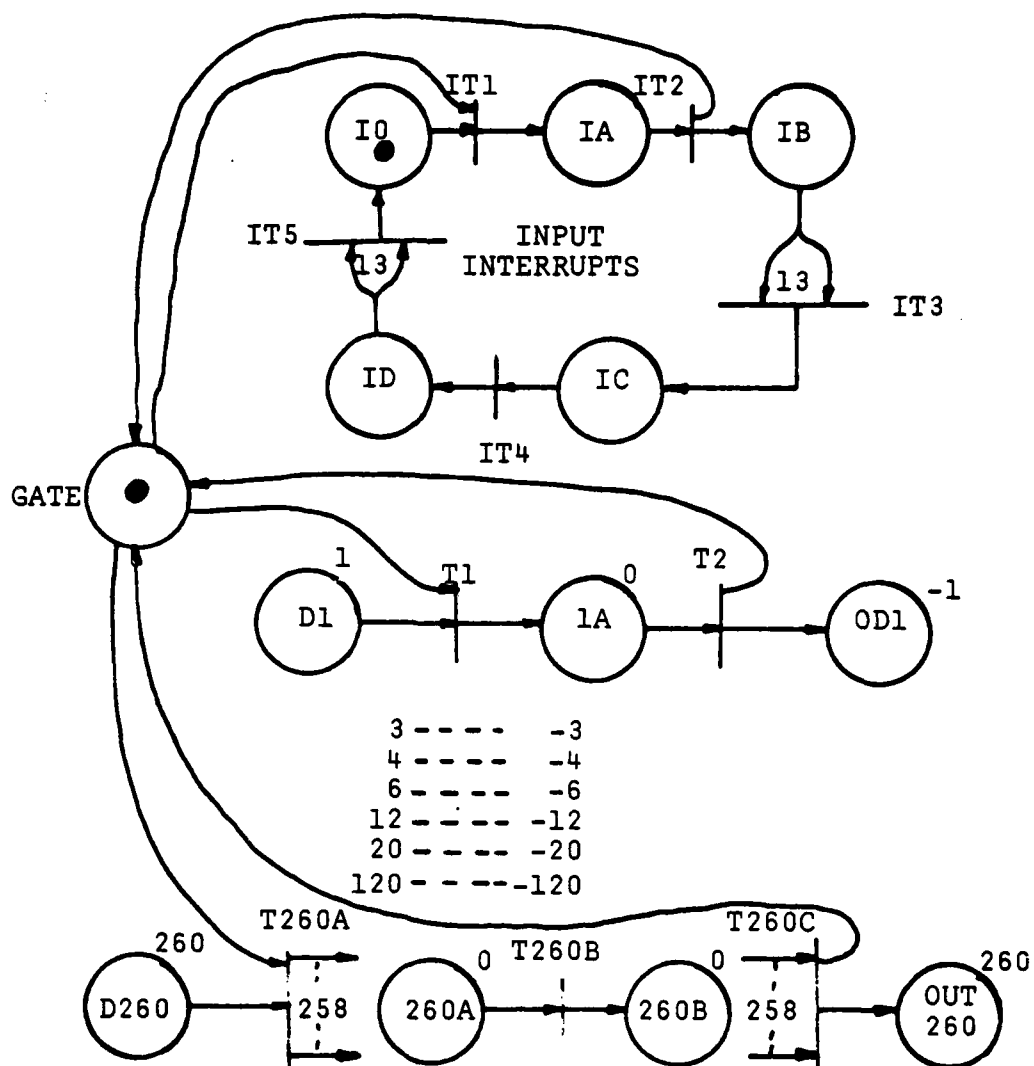 IT1
IT2
I0
IA
IB
IT5
INPUT
INTERRUPTS
13
13
IT3
ID
IC
IT4
GATE
1
T1
0
T2
-1
D1
1A
OD1
3 ---- -3
4 ---- -4
6 ---- -6
12 ---- -12
20 ---- -20
120 ---- -120
T260A
T260B
T260C
260
0
0
260
D260
258
260A
260B
258
OUT
260